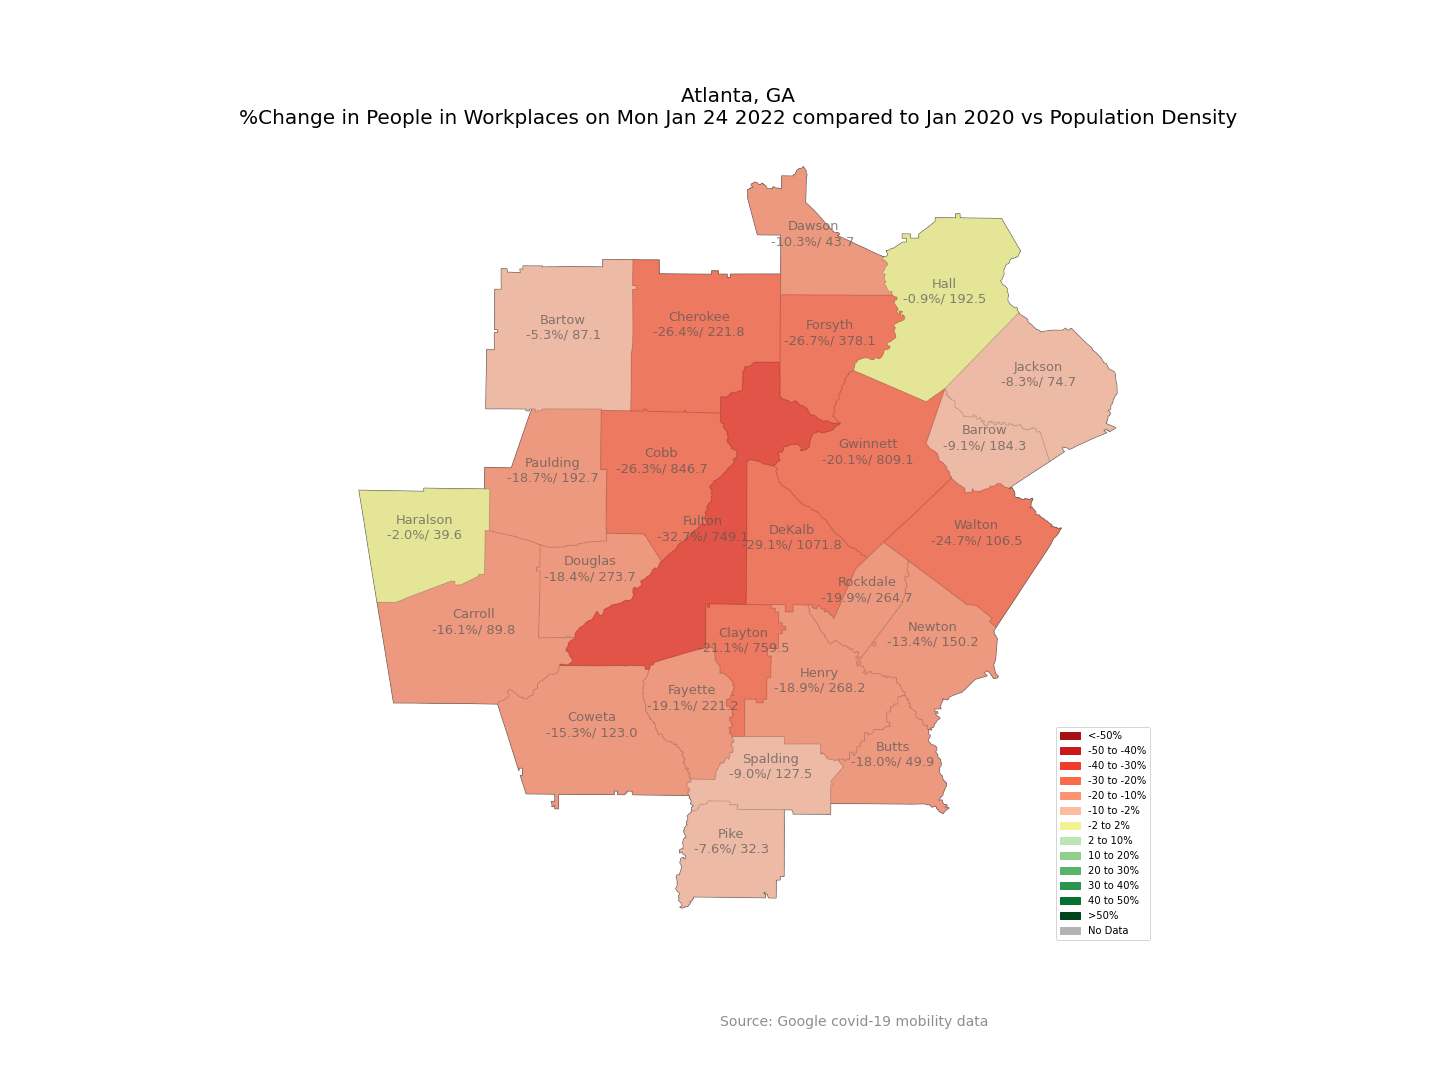 Atlanta, GA
%Change in People in Workplaces on Mon Jan 24 2022 compared to Jan 2020 vs Population Density
Dawson
-10.3%/ 43.7
Hall
-0.9%/ 192.5
Bartow
-5.3%/ 87.1
Cherokee
-26.4%/ 221.8
Forsyth
-26.7%/ 378.1
Jackson
-8.3%/ 74.7
Barrow
-9.1%/ 184.3
Gwinnett
-20.1%/ 809.1
Cobb
-26.3%/ 846.7
Paulding
-18.7%/ 192.7
Haralson
-2.0%/ 39.6
Fulton
-32.7%/ 749.1
DeKalb
-29.1%/ 1071.8
Walton
-24.7%/ 106.5
Douglas
-18.4%/ 273.7
Rockdale
-19.9%/ 264.7
Carroll
-16.1%/ 89.8
Clayton
-21.1%/ 759.5
Newton
-13.4%/ 150.2
Henry
-18.9%/ 268.2
Fayette
-19.1%/ 221.2
Coweta
-15.3%/ 123.0
Butts
-18.0%/ 49.9
Spalding
-9.0%/ 127.5
Pike
-7.6%/ 32.3
<-50%
-50 to -40%
-40 to -30%
-30 to -20%
-20 to -10%
-10 to -2%
-2 to 2%
2 to 10%
10 to 20%
20 to 30%
30 to 40%
40 to 50%
>50%
No Data
Source: Google covid-19 mobility data